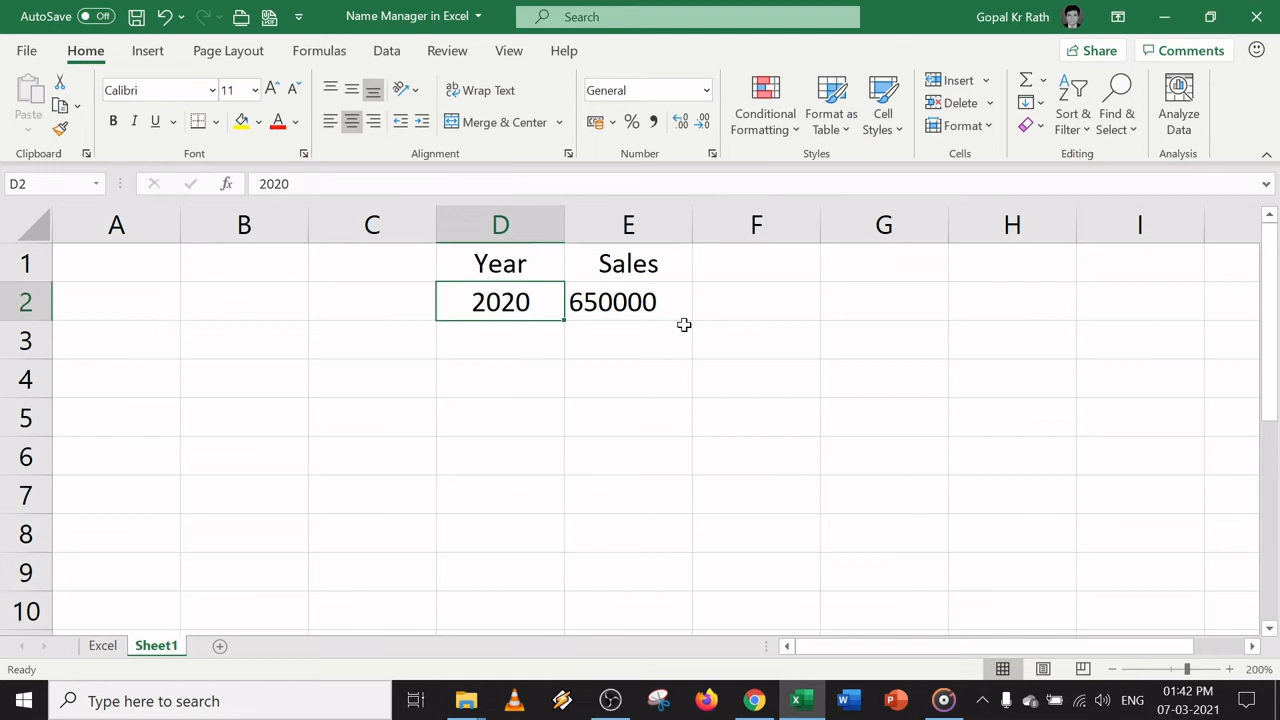 AutoSave Off Name Manager in Excel Search Gopal Kr Rath
File Home Insert Page Layout Formulas Data Review View Help Share Comments
Paste Calibri 11 A A Wrap Text General Conditional Formatting Format as Table Cell Styles Insert Sort & Filter Find & Select Analyze Data
B I U A Merge & Center % Delete
Format
Clipboard Font Alignment Number Styles Cells Editing Analysis
D2 fx 2020
A B C D E F G H I
1 Year Sales
2 2020 650000
3
4
5
6
7
8
9
10
Excel Sheet1
Ready 200%
Type here to search ENG 01:42 PM
07-03-2021